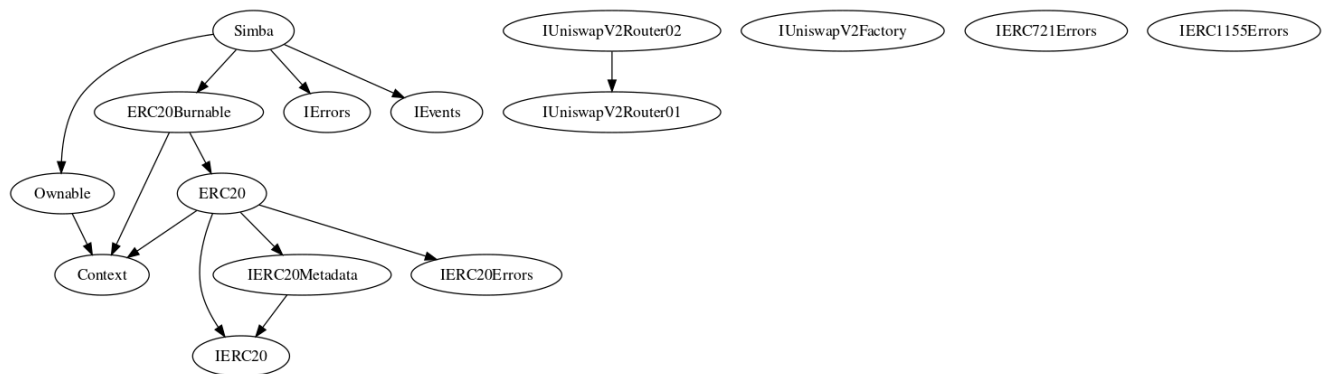 Simba
IUniswapV2Router02
IUniswapV2Factory
IERC721Errors
IERC1155Errors
ERC20Burnable
IErrors
IEvents
IUniswapV2Router01
Ownable
ERC20
Context
IERC20Metadata
IERC20Errors
IERC20